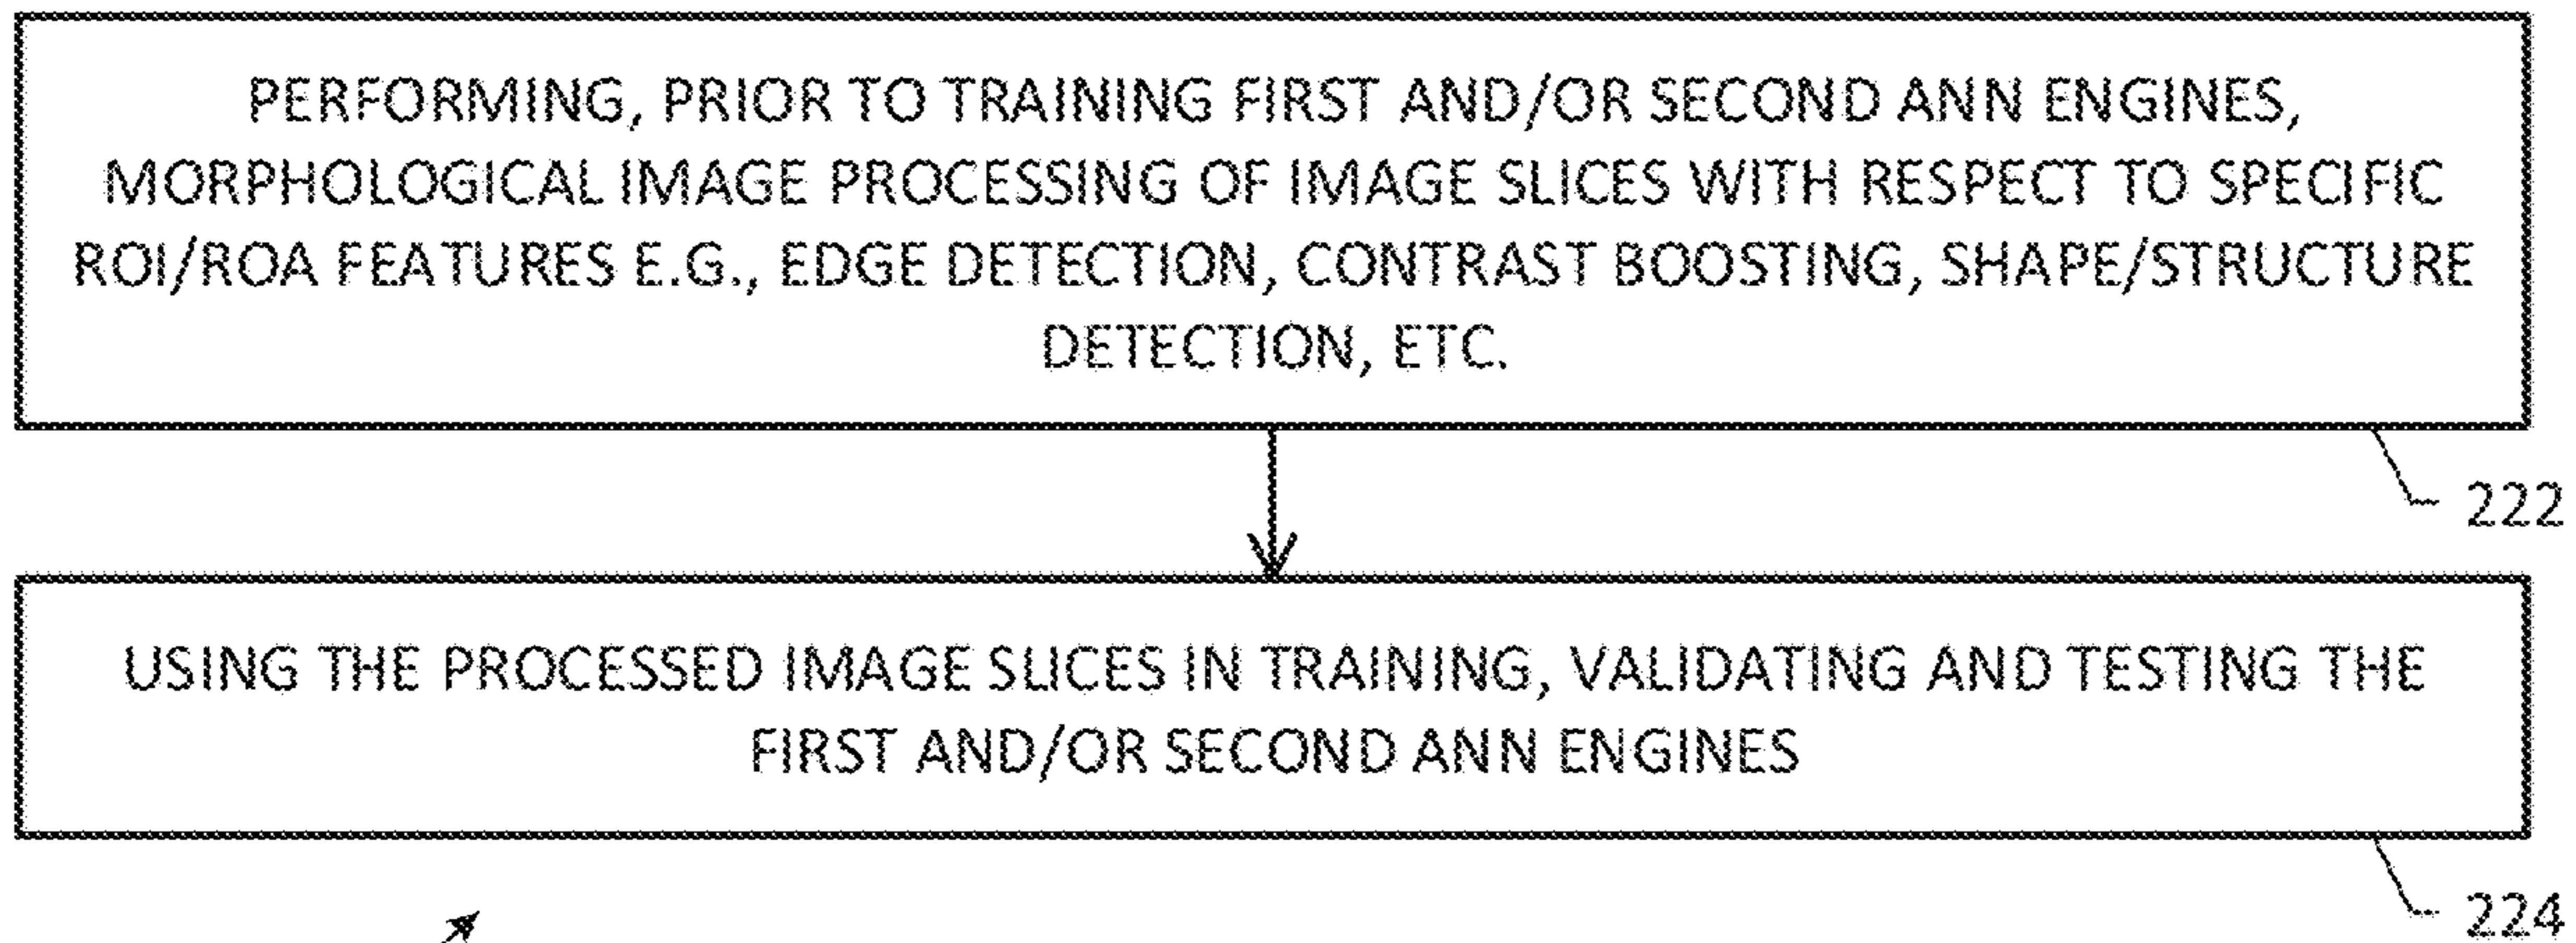 PERFORMING, PRIOR TO TRAINING FIRST AND/OR SECOND ANN ENGINES,
MORPHOLOGICAL IMAGE PROCESSING OF IMAGE SLICES WITH RESPECT TO SPECIFIC
ROI/ROA FEATURES E.G., EDGE DETECTION, CONTRAST BOOSTING, SHAPE/STRUCTURE
DETECTION, ETC.
222
USING THE PROCESSED IMAGE SLICES IN TRAINING, VALIDATING AND TESTING THE
FIRST AND/OR SECOND ANN ENGINES
224